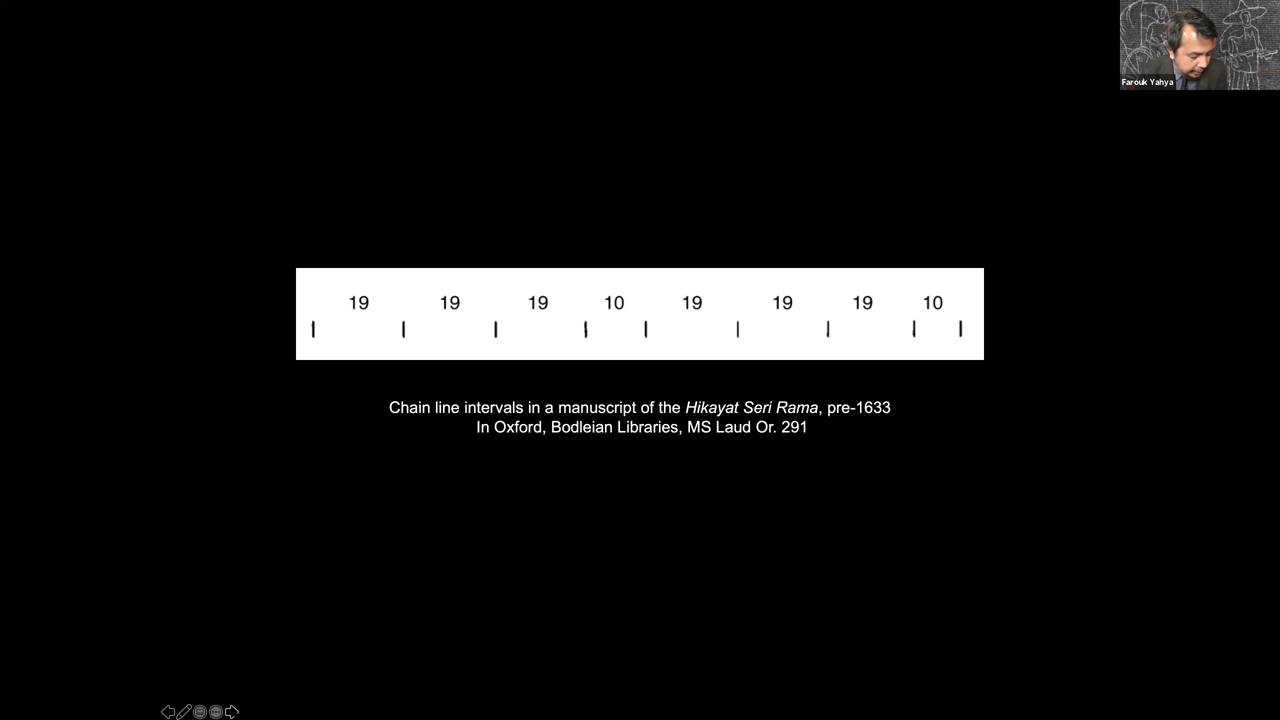 Farouk Yahya
19 19 19 10 19 19 19 10
Chain line intervals in a manuscript of the Hikayat Seri Rama, pre-1633
In Oxford, Bodleian Libraries, MS Laud Or. 291